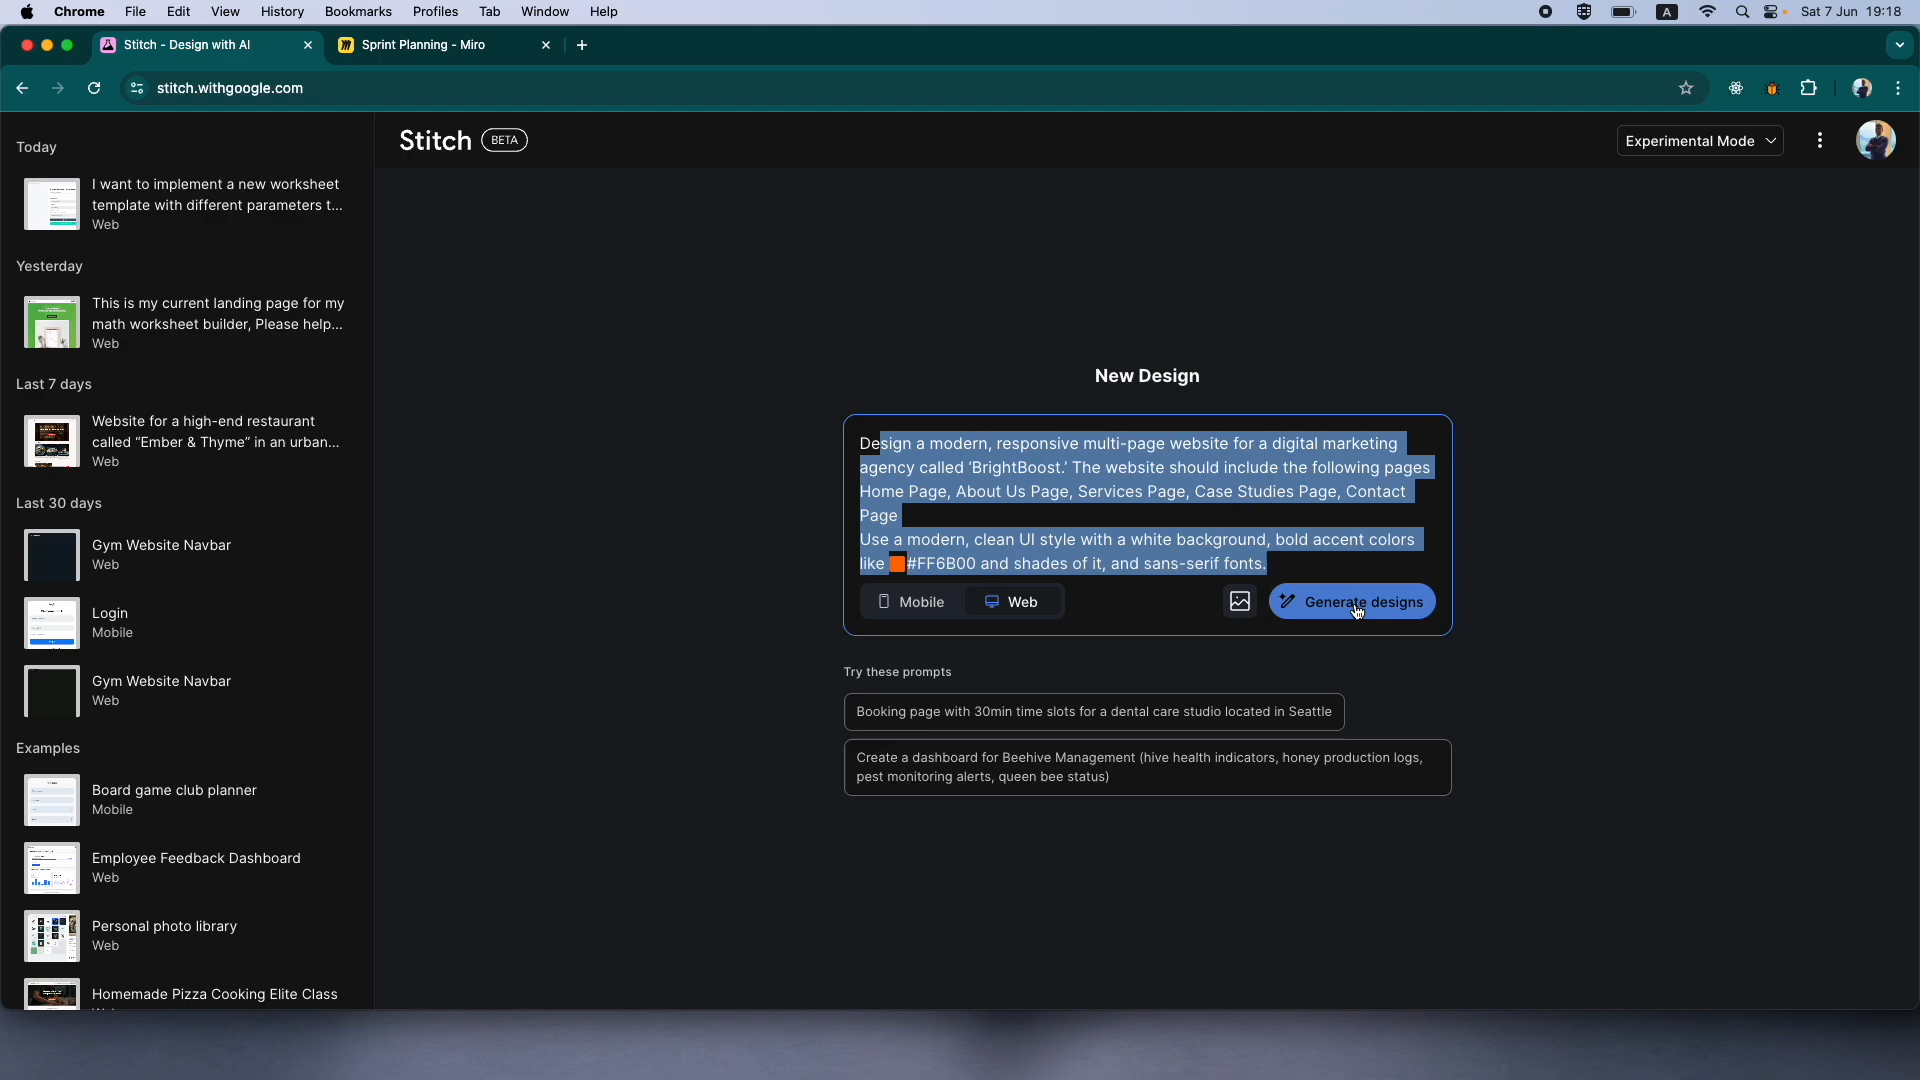 Chrome File Edit View History Bookmarks Profiles Tab Window Help
A
Sat 7 Jun 19:18
Stitch - Design with AI
Sprint Planning - Miro
stitch.withgoogle.com
Today
I want to implement a new worksheet
template with different parameters t...
Web
Yesterday
This is my current landing page for my
math worksheet builder, Please help...
Web
Last 7 days
Website for a high-end restaurant
called “Ember & Thyme” in an urban...
Web
Last 30 days
Gym Website Navbar
Web
Login
Mobile
Gym Website Navbar
Web
Examples
Board game club planner
Mobile
Employee Feedback Dashboard
Web
Personal photo library
Web
Homemade Pizza Cooking Elite Class
Stitch BETA
Experimental Mode
New Design
Design a modern, responsive multi-page website for a digital marketing
agency called ‘BrightBoost.’ The website should include the following pages
Home Page, About Us Page, Services Page, Case Studies Page, Contact
Page
Use a modern, clean UI style with a white background, bold accent colors
like #FF6B00 and shades of it, and sans-serif fonts.
Mobile
Web
Generate designs
Try these prompts
Booking page with 30min time slots for a dental care studio located in Seattle
Create a dashboard for Beehive Management (hive health indicators, honey production logs,
pest monitoring alerts, queen bee status)